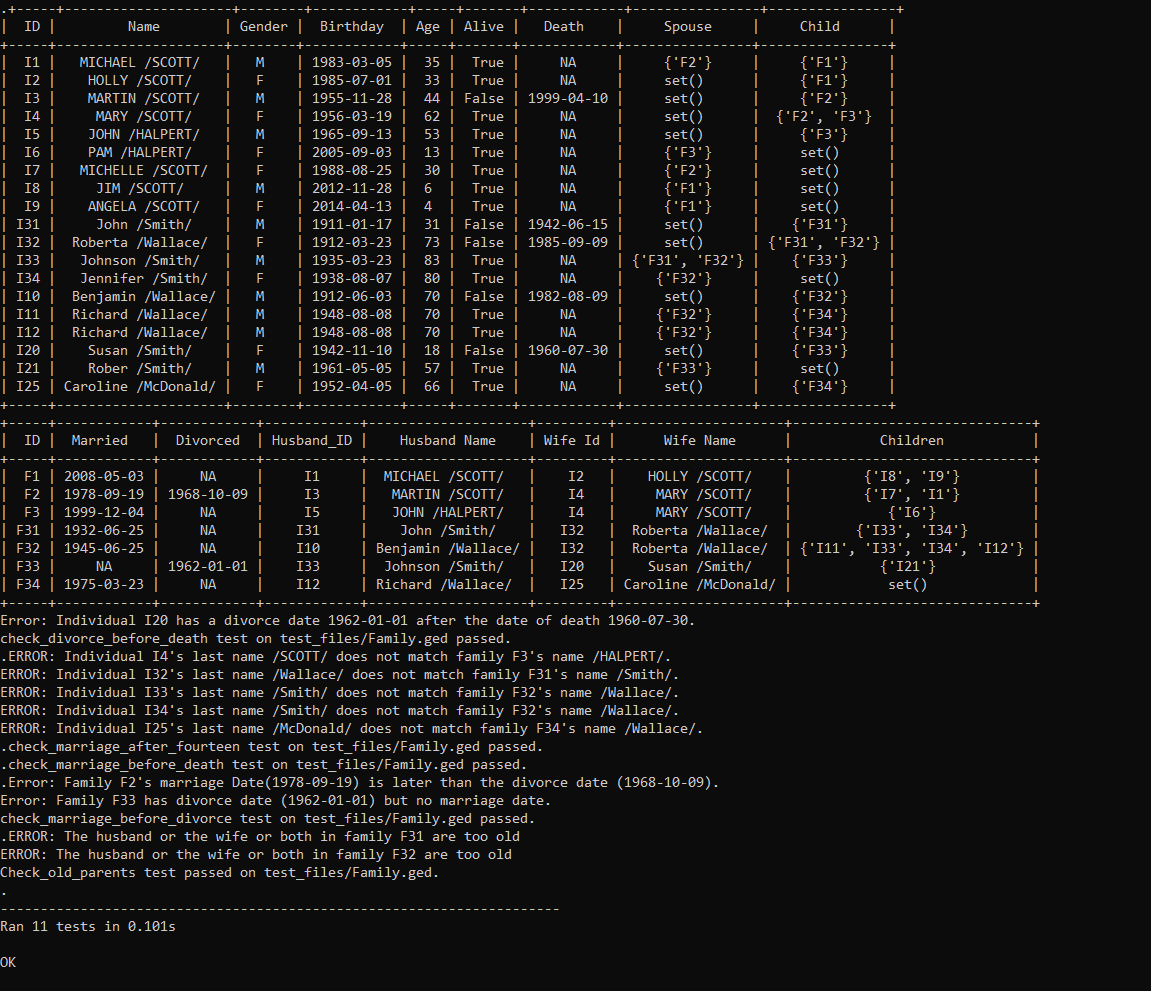 .+-----+---------------------+--------+------------+-----+-------+------------+----------------+----------------+
|  ID |         Name         | Gender |  Birthday  | Age | Alive |   Death    |     Spouse     |     Child      |
+-----+---------------------+--------+------------+-----+-------+------------+----------------+----------------+
|  I1 |   MICHAEL /SCOTT/   |   M    | 1983-03-05 |  35 |  True |     NA     |     {'F2'}     |     {'F1'}     |
|  I2 |    HOLLY /SCOTT/    |   F    | 1985-07-01 |  33 |  True |     NA     |     set()      |     {'F1'}     |
|  I3 |    MARTIN /SCOTT/   |   M    | 1955-11-28 |  44 | False | 1999-04-10 |     set()      |     {'F2'}     |
|  I4 |     MARY /SCOTT/    |   F    | 1956-03-19 |  62 |  True |     NA     |     set()      |  {'F2', 'F3'}  |
|  I5 |    JOHN /HALPERT/   |   M    | 1965-09-13 |  53 |  True |     NA     |     set()      |     {'F3'}     |
|  I6 |    PAM /HALPERT/    |   F    | 2005-09-03 |  13 |  True |     NA     |     {'F3'}     |     set()      |
|  I7 |   MICHELLE /SCOTT/  |   F    | 1988-08-25 |  30 |  True |     NA     |     {'F2'}     |     set()      |
|  I8 |     JIM /SCOTT/     |   M    | 2012-11-28 |  6  |  True |     NA     |     {'F1'}     |     set()      |
|  I9 |    ANGELA /SCOTT/   |   F    | 2014-04-13 |  4  |  True |     NA     |     {'F1'}     |     set()      |
| I31 |     John /Smith/    |   M    | 1911-01-17 |  31 | False | 1942-06-15 |     set()      |    {'F31'}     |
| I32 |  Roberta /Wallace/  |   F    | 1912-03-23 |  73 | False | 1985-09-09 |     set()      | {'F31', 'F32'} |
| I33 |   Johnson /Smith/   |   M    | 1935-03-23 |  83 |  True |     NA     | {'F31', 'F32'} |    {'F33'}     |
| I34 |   Jennifer /Smith/  |   F    | 1938-08-07 |  80 |  True |     NA     |    {'F32'}     |     set()      |
| I10 |  Benjamin /Wallace/ |   M    | 1912-06-03 |  70 | False | 1982-08-09 |     set()      |    {'F32'}     |
| I11 |  Richard /Wallace/  |   M    | 1948-08-08 |  70 |  True |     NA     |    {'F32'}     |    {'F34'}     |
| I12 |  Richard /Wallace/  |   M    | 1948-08-08 |  70 |  True |     NA     |    {'F32'}     |    {'F34'}     |
| I20 |    Susan /Smith/    |   F    | 1942-11-10 |  18 | False | 1960-07-30 |     set()      |    {'F33'}     |
| I21 |    Rober /Smith/    |   M    | 1961-05-05 |  57 |  True |     NA     |    {'F33'}     |     set()      |
| I25 | Caroline /McDonald/ |   F    | 1952-04-05 |  66 |  True |     NA     |     set()      |    {'F34'}     |
+-----+---------------------+--------+------------+-----+-------+------------+----------------+----------------+
+-----+------------+------------+------------+--------------------+---------+---------------------+------------------------------+
|  ID |  Married   |  Divorced  | Husband_ID |    Husband Name    | Wife Id |      Wife Name      |           Children           |
+-----+------------+------------+------------+--------------------+---------+---------------------+------------------------------+
|  F1 | 2008-05-03 |     NA     |     I1     |  MICHAEL /SCOTT/   |    I2   |    HOLLY /SCOTT/    |         {'I8', 'I9'}         |
|  F2 | 1978-09-19 | 1968-10-09 |     I3     |   MARTIN /SCOTT/   |    I4   |     MARY /SCOTT/    |         {'I7', 'I1'}         |
|  F3 | 1999-12-04 |     NA     |     I5     |   JOHN /HALPERT/   |    I4   |     MARY /SCOTT/    |            {'I6'}            |
| F31 | 1932-06-25 |     NA     |    I31     |    John /Smith/    |   I32   |  Roberta /Wallace/  |        {'I33', 'I34'}        |
| F32 | 1945-06-25 |     NA     |    I10     | Benjamin /Wallace/ |   I32   |  Roberta /Wallace/  | {'I11', 'I33', 'I34', 'I12'} |
| F33 |     NA     | 1962-01-01 |    I33     |  Johnson /Smith/   |   I20   |    Susan /Smith/    |           {'I21'}            |
| F34 | 1975-03-23 |     NA     |    I12     | Richard /Wallace/  |   I25   | Caroline /McDonald/ |            set()             |
+-----+------------+------------+------------+--------------------+---------+---------------------+------------------------------+
Error: Individual I20 has a divorce date 1962-01-01 after the date of death 1960-07-30.
check_divorce_before_death test on test_files/Family.ged passed.
.ERROR: Individual I4's last name /SCOTT/ does not match family F3's name /HALPERT/.
ERROR: Individual I32's last name /Wallace/ does not match family F31's name /Smith/.
ERROR: Individual I33's last name /Smith/ does not match family F32's name /Wallace/.
ERROR: Individual I34's last name /Smith/ does not match family F32's name /Wallace/.
ERROR: Individual I25's last name /McDonald/ does not match family F34's name /Wallace/.
.check_marriage_after_fourteen test on test_files/Family.ged passed.
.check_marriage_before_death test on test_files/Family.ged passed.
.Error: Family F2's marriage Date(1978-09-19) is later than the divorce date (1968-10-09).
Error: Family F33 has divorce date (1962-01-01) but no marriage date.
check_marriage_before_divorce test on test_files/Family.ged passed.
.ERROR: The husband or the wife or both in family F31 are too old
ERROR: The husband or the wife or both in family F32 are too old
Check_old_parents test passed on test_files/Family.ged.
.
----------------------------------------------------------------------
Ran 11 tests in 0.101s
OK